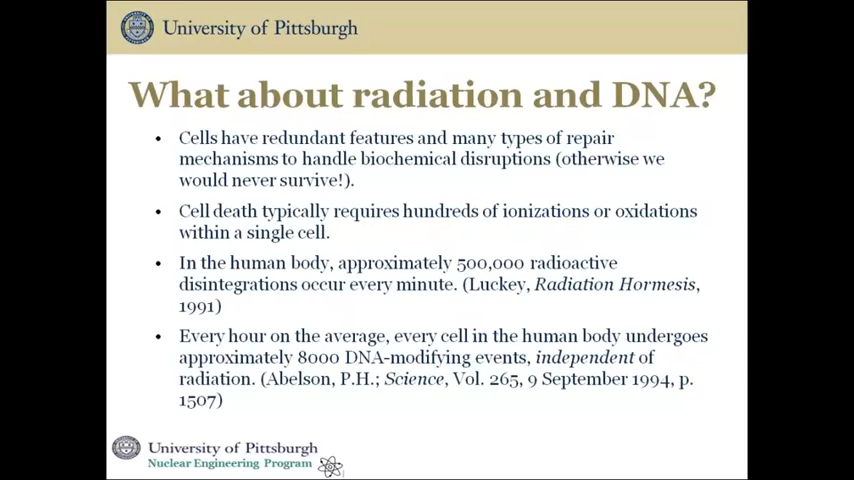 University of Pittsburgh
What about radiation and DNA?
• Cells have redundant features and many types of repair
mechanisms to handle biochemical disruptions (otherwise we
would never survive!).
• Cell death typically requires hundreds of ionizations or oxidations
within a single cell.
• In the human body, approximately 500,000 radioactive
disintegrations occur every minute. (Luckey, Radiation Hormesis,
1991)
• Every hour on the average, every cell in the human body undergoes
approximately 8000 DNA-modifying events, independent of
radiation. (Abelson, P.H.; Science, Vol. 265, 9 September 1994, p.
1507)
University of Pittsburgh
Nuclear Engineering Program